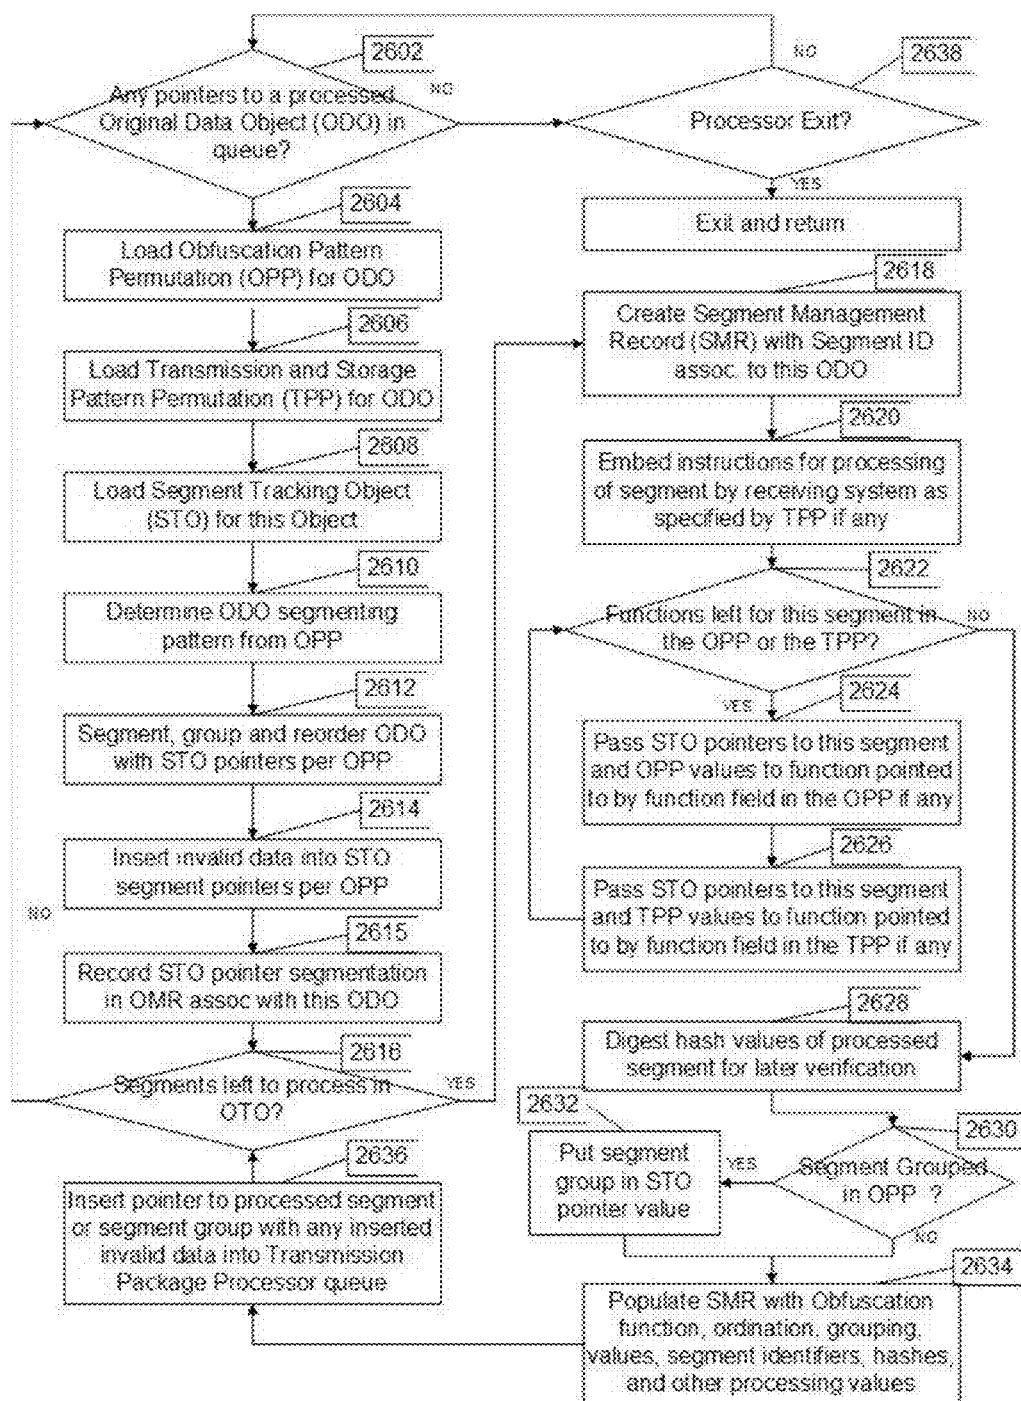 2602
Any pointers to a processed
Original Data Object (ODO) in
queue?
NO
2604
Load Obfuscation Pattern
Permutation (OPP) for ODO
2606
Load Transmission and Storage
Pattern Permutation (TPP) for ODO
2608
Load Segment Tracking Object
(STO) for this Object
2610
Determine ODO segmenting
pattern from OPP
2612
Segment, group and reorder ODO
with STO pointers per OPP
2614
Insert invalid data into STO
segment pointers per OPP
NO
2615
Record STO pointer segmentation
in OMR assoc with this ODO
2616
Segments left to process in
OTO?
YES
2636
Insert pointer to processed segment
or segment group with any inserted
invalid data into Transmission
Package Processor queue
NO
2638
Processor Exit?
YES
Exit and return
2618
Create Segment Management
Record (SMR) with Segment ID
assoc. to this ODO
2620
Embed instructions for processing
of segment by receiving system as
specified by TPP if any
2622
Functions left for this segment in
the OPP or the TPP?
NO
YES
2624
Pass STO pointers to this segment
and OPP values to function pointed
to by function field in the OPP if any
2626
Pass STO pointers to this segment
and TPP values to function pointed
to by function field in the TPP if any
2628
Digest hash values of processed
segment for later verification
2632
Put segment
group in STO
pointer value
YES
2630
Segment Grouped
in OPP ?
NO
2634
Populate SMR with Obfuscation
function, ordination, grouping,
values, segment identifiers, hashes,
and other processing values